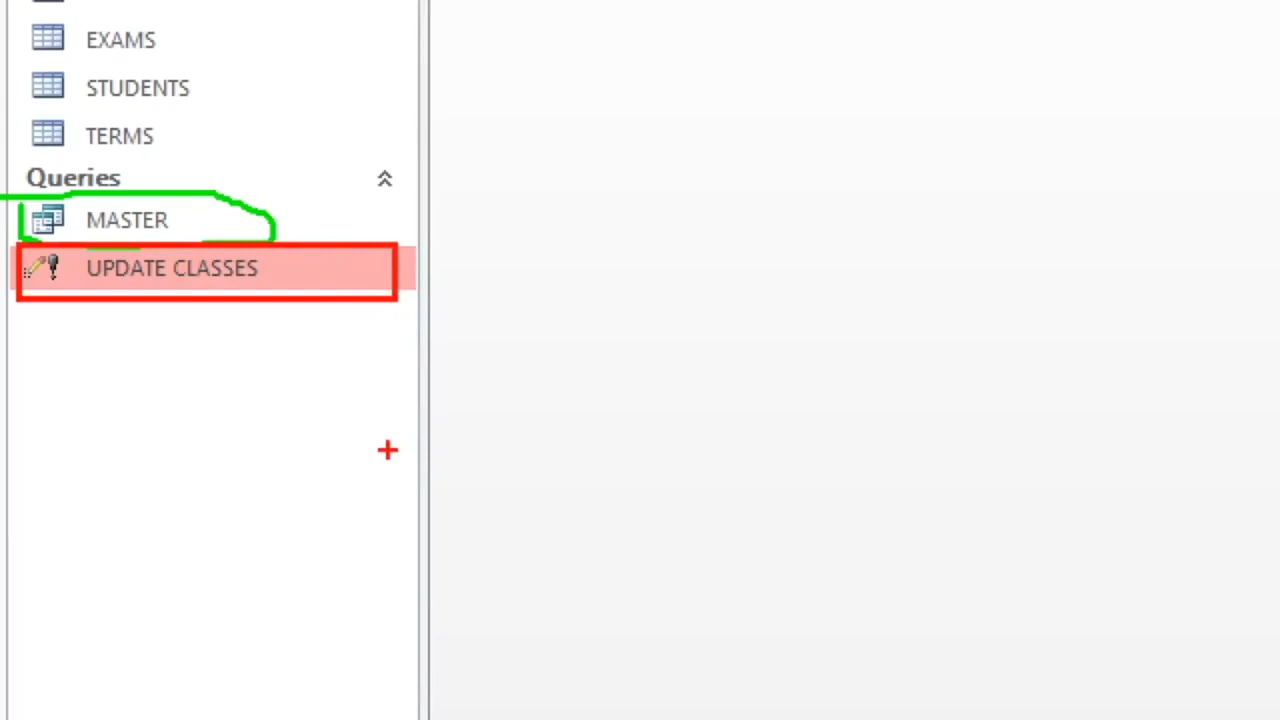 EXAMS
STUDENTS
TERMS
Queries
MASTER
UPDATE CLASSES